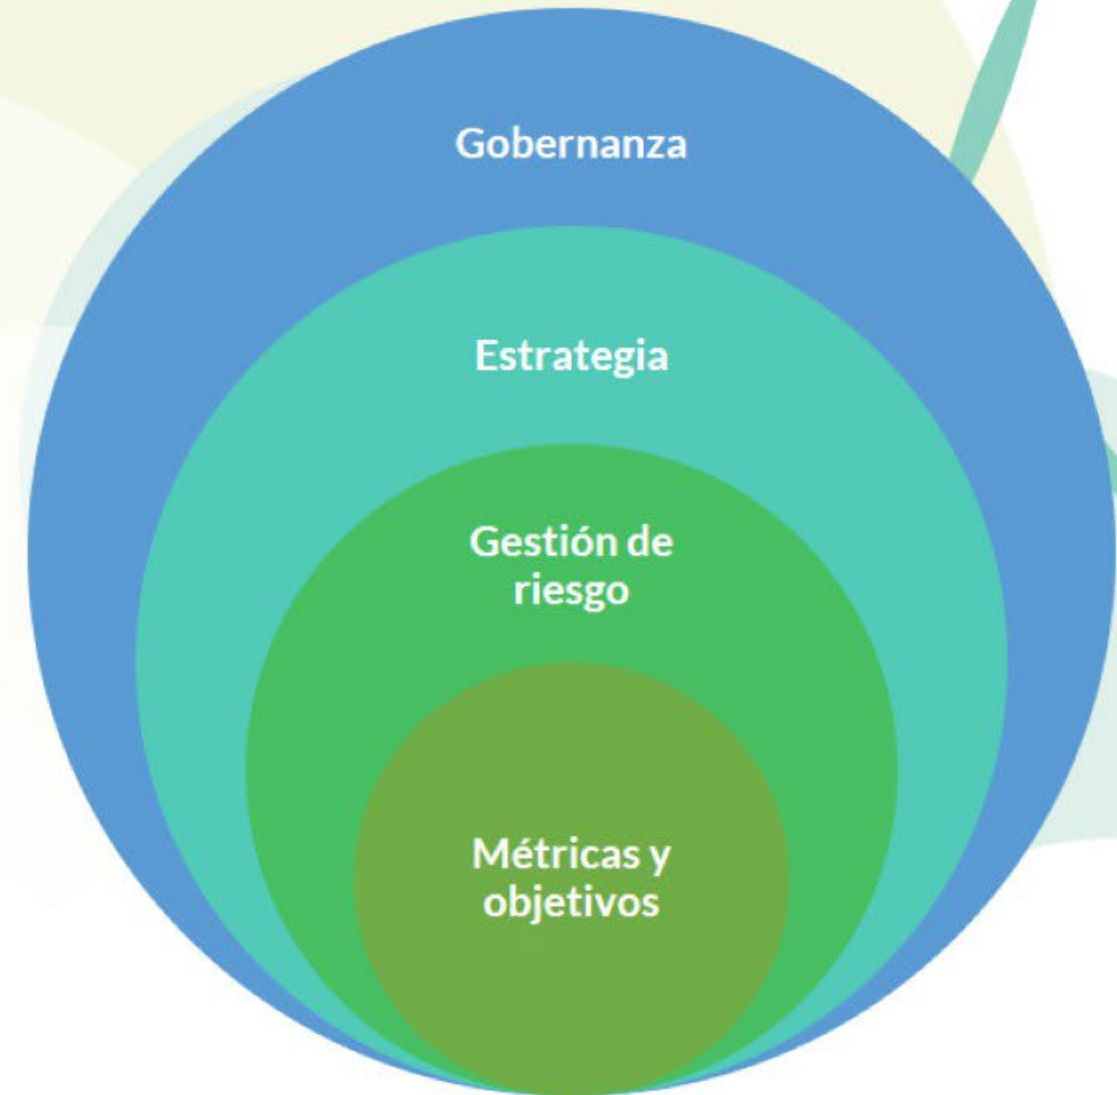 Gobernanza
Estrategia
Gestión de
riesgo
Métricas y
objetivos